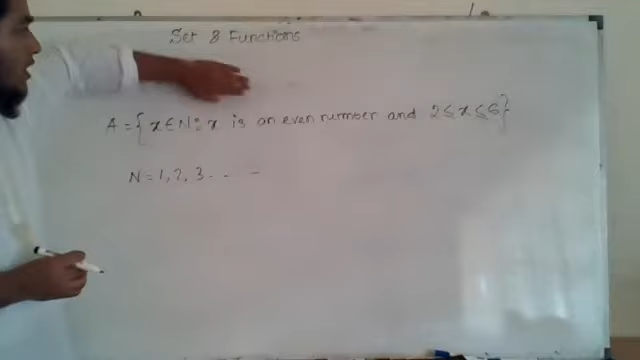 Set & Functions
A = { x ∈ N : x is an even number and 2 ≤ x ≤ 6 }
N = 1, 2, 3 - - -